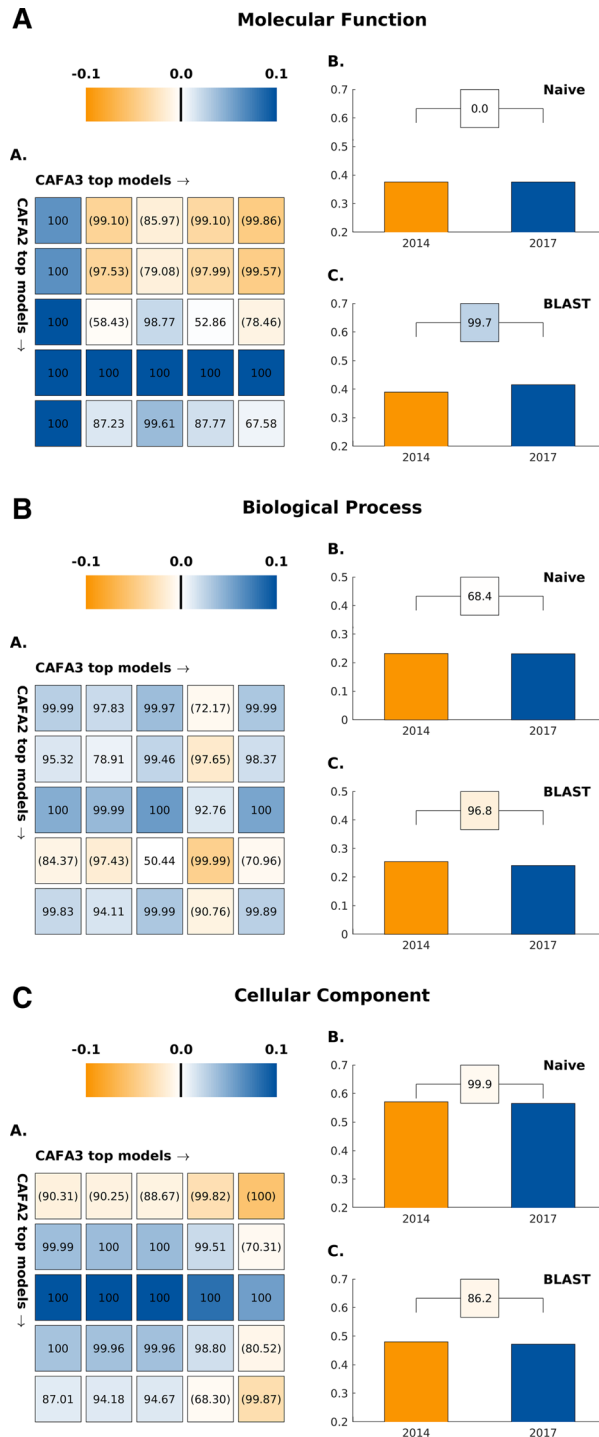 A
Molecular Function
-0.1 0.0 0.1
A.
CAFA3 top models →
CAFA2 top models →
100 (99.10) (85.97) (99.10) (99.86)
100 (97.53) (79.08) (97.99) (99.57)
100 (58.43) 98.77 52.86 (78.46)
100 100 100 100 100
100 87.23 99.61 87.77 67.58
B.
Naive
0.7
0.6
0.5
0.4
0.3
0.2
0.0
2014 2017
C.
BLAST
0.7
0.6
0.5
0.4
0.3
0.2
99.7
2014 2017
B
Biological Process
-0.1 0.0 0.1
A.
CAFA3 top models →
CAFA2 top models →
99.99 97.83 99.97 (72.17) 99.99
95.32 78.91 99.46 (97.65) 98.37
100 99.99 100 92.76 100
(84.37) (97.43) 50.44 (99.99) (70.96)
99.83 94.11 99.99 (90.76) 99.89
B.
Naive
0.5
0.4
0.3
0.2
0.1
0
68.4
2014 2017
C.
BLAST
0.5
0.4
0.3
0.2
0.1
0
96.8
2014 2017
C
Cellular Component
-0.1 0.0 0.1
A.
CAFA3 top models →
CAFA2 top models →
(90.31) (90.25) (88.67) (99.82) (100)
99.99 100 100 99.51 (70.31)
100 100 100 100 100
100 99.96 99.96 98.80 (80.52)
87.01 94.18 94.67 (68.30) (99.87)
B.
Naive
0.7
0.6
0.5
0.4
0.3
0.2
99.9
2014 2017
C.
BLAST
0.7
0.6
0.5
0.4
0.3
0.2
86.2
2014 2017